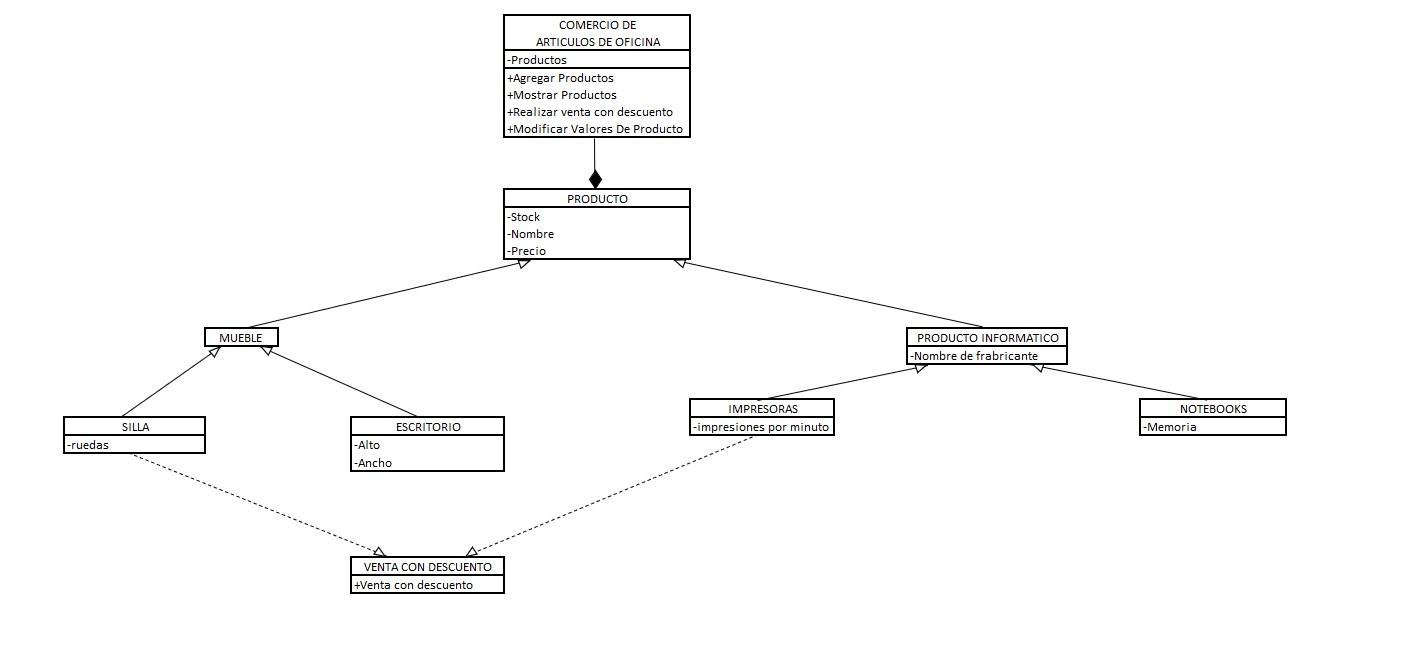 COMERCIO DE
ARTICULOS DE OFICINA
-Productos
+Agregar Productos
+Mostrar Productos
+Realizar venta con descuento
+Modificar Valores De Producto
PRODUCTO
-Stock
-Nombre
-Precio
MUEBLE
PRODUCTO INFORMATICO
-Nombre de frabricante
SILLA
-ruedas
ESCRITORIO
-Alto
-Ancho
IMPRESORAS
-impresiones por minuto
NOTEBOOKS
-Memoria
VENTA CON DESCUENTO
+Venta con descuento